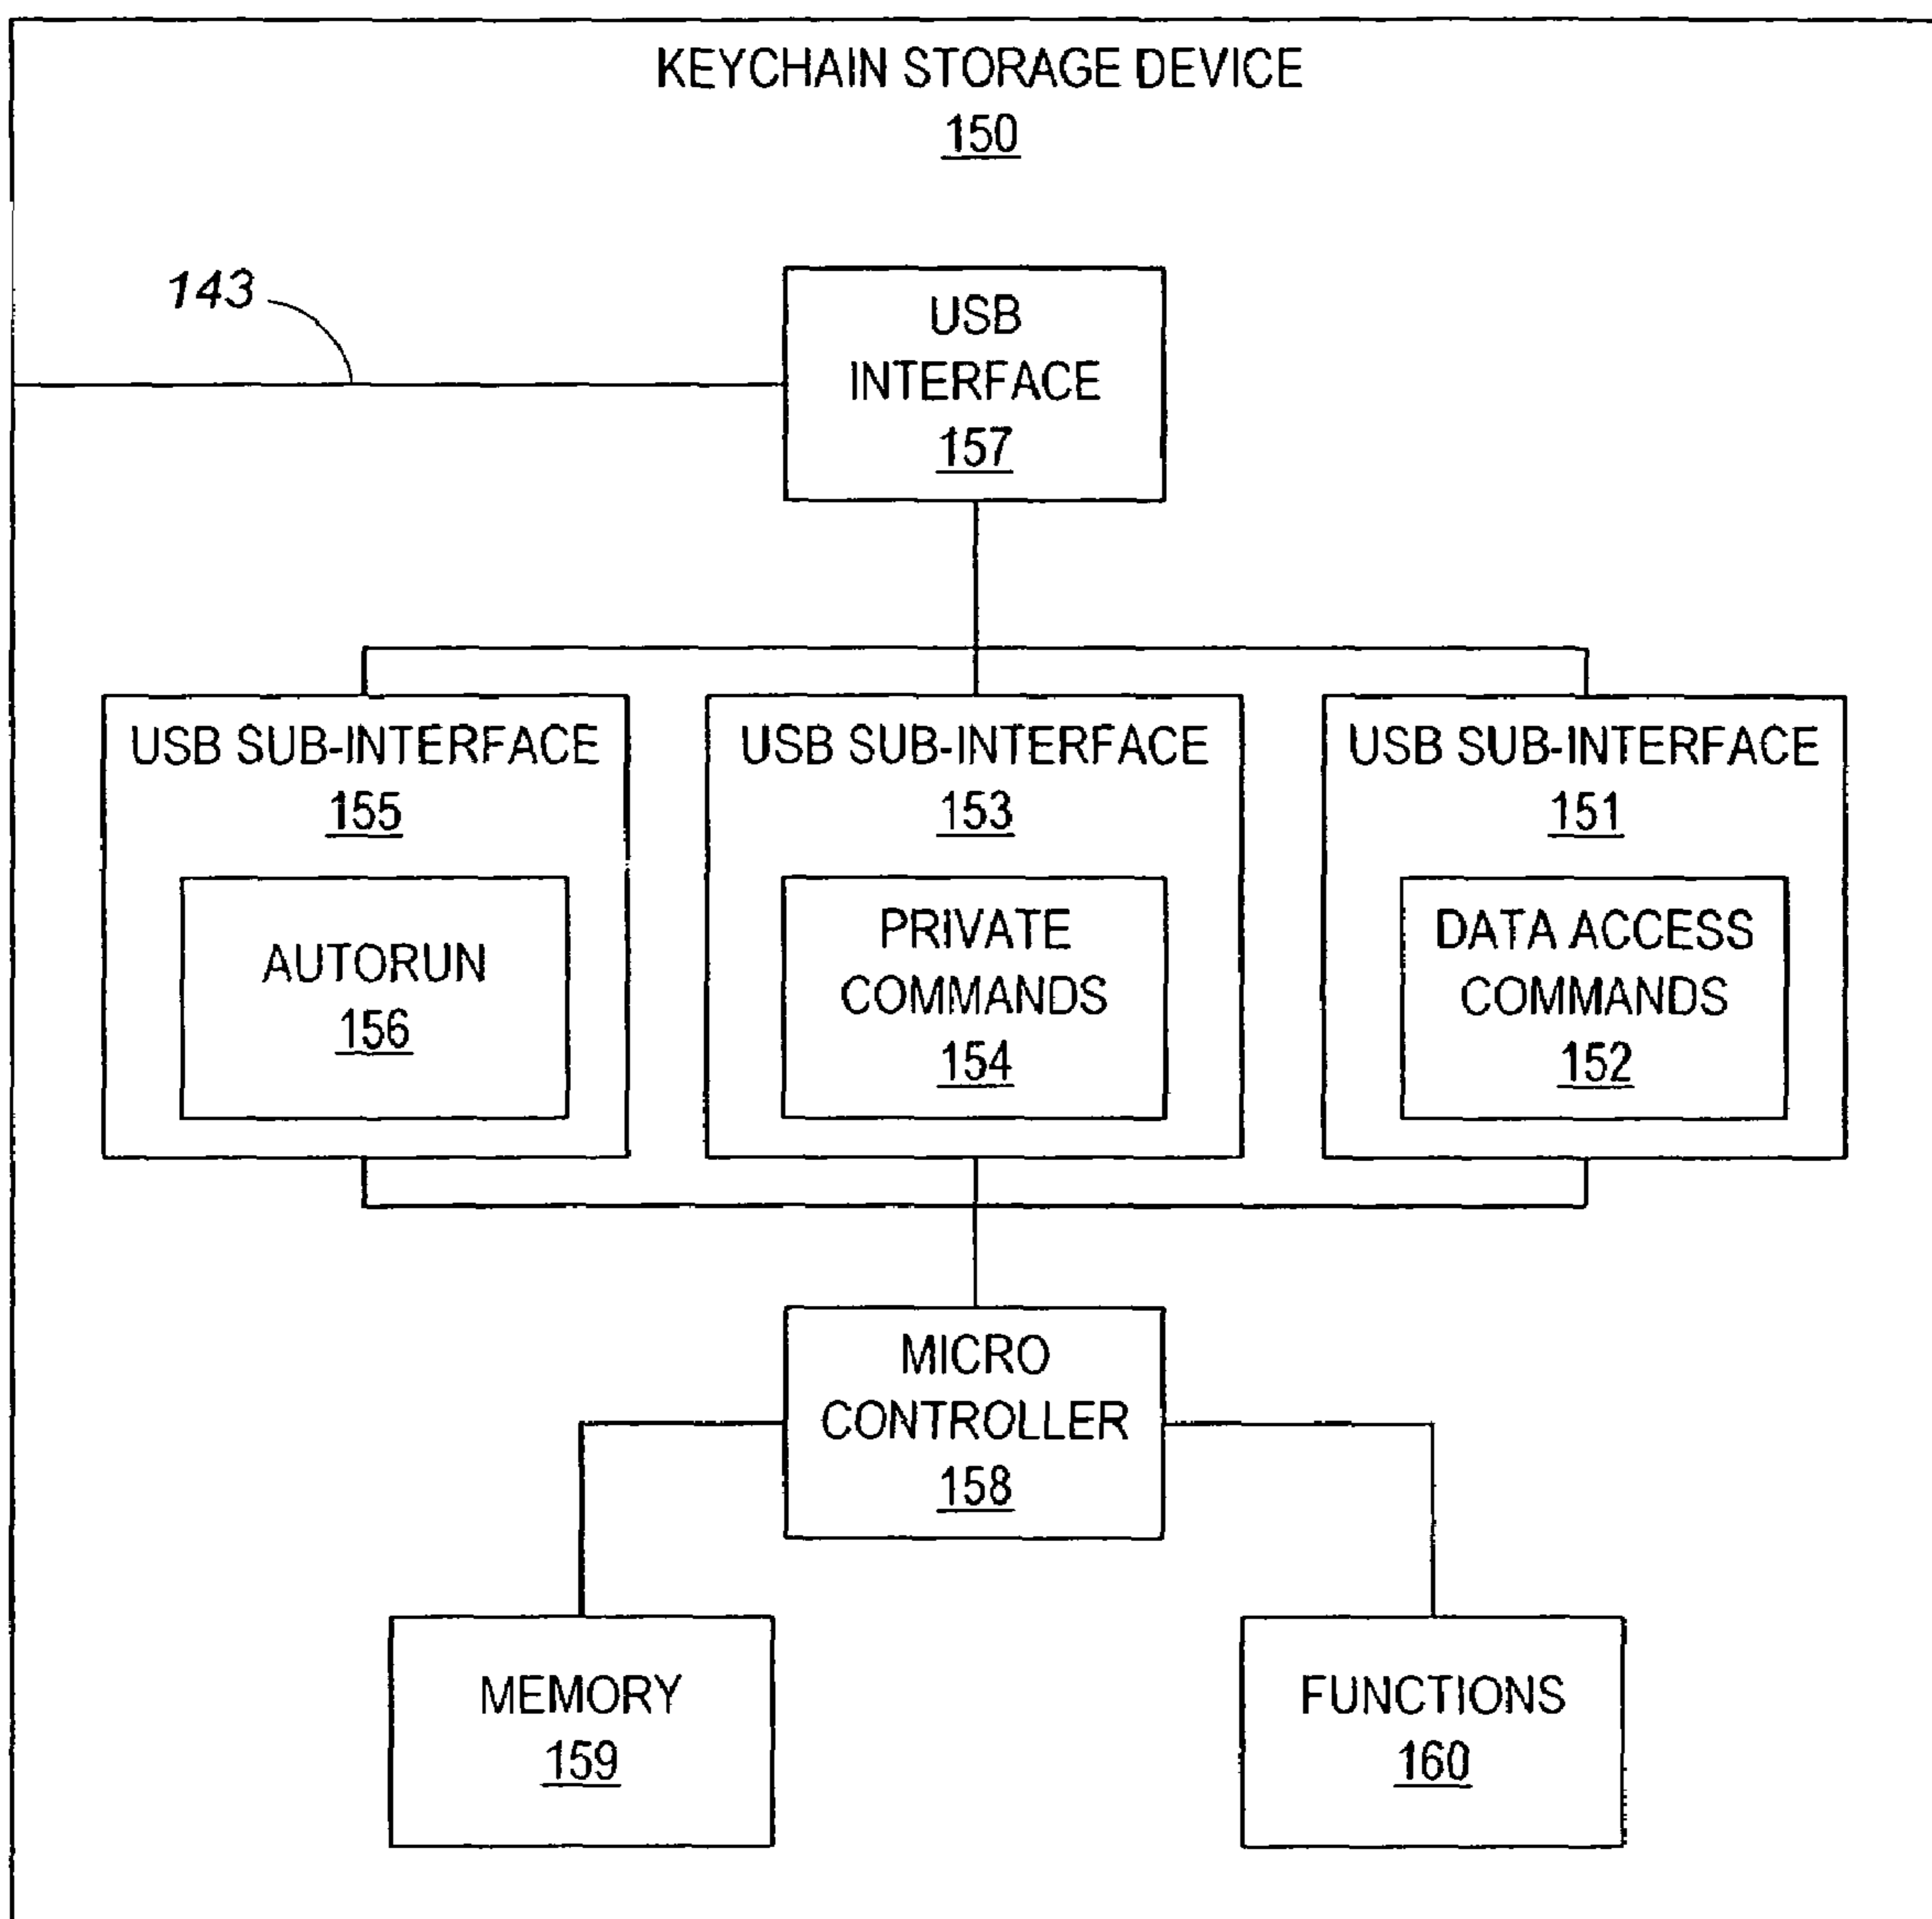 KEYCHAIN STORAGE DEVICE
150
143
USB
INTERFACE
157
USB SUB-INTERFACE
155
AUTORUN
156
USB SUB-INTERFACE
153
PRIVATE
COMMANDS
154
USB SUB-INTERFACE
151
DATA ACCESS
COMMANDS
152
MICRO
CONTROLLER
158
MEMORY
159
FUNCTIONS
160